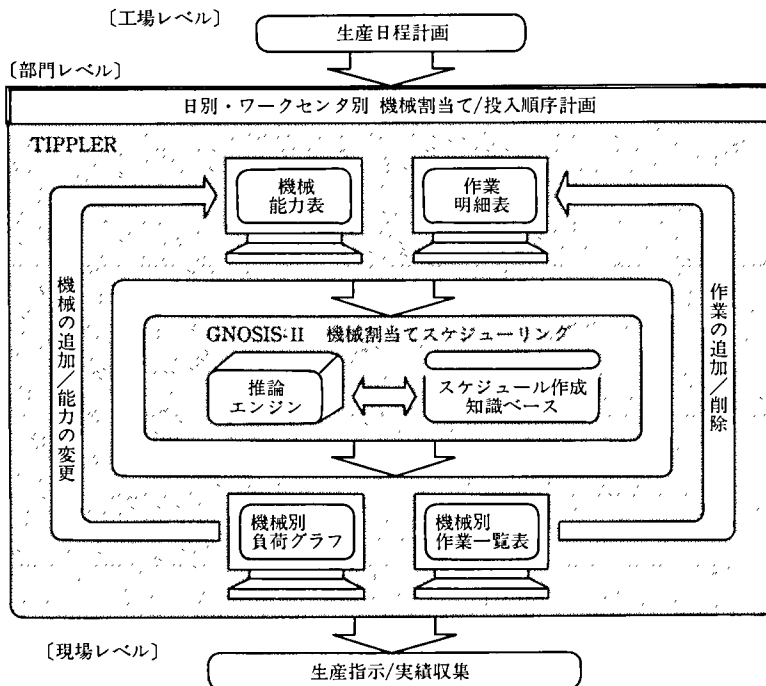 〔工場レベル〕
生産日程計画
〔部門レベル〕
日別・ワークセンタ別 機械割当て/投入順序計画
TIPPLER
機械
能力表
作業
明細表
機械の追加/能力の変更
作業の追加/削除
GNOSIS-II 機械割当てスケジューリング
推論
エンジン
スケジュール作成
知識ベース
機械別
負荷グラフ
機械別
作業一覧表
〔現場レベル〕
生産指示/実績収集